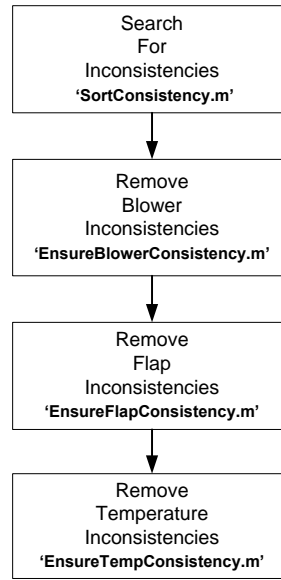 Search
For
Inconsistencies
‘SortConsistency.m’
Remove
Blower
Inconsistencies
‘EnsureBlowerConsistency.m’
Remove
Flap
Inconsistencies
‘EnsureFlapConsistency.m’
Remove
Temperature
Inconsistencies
‘EnsureTempConsistency.m’